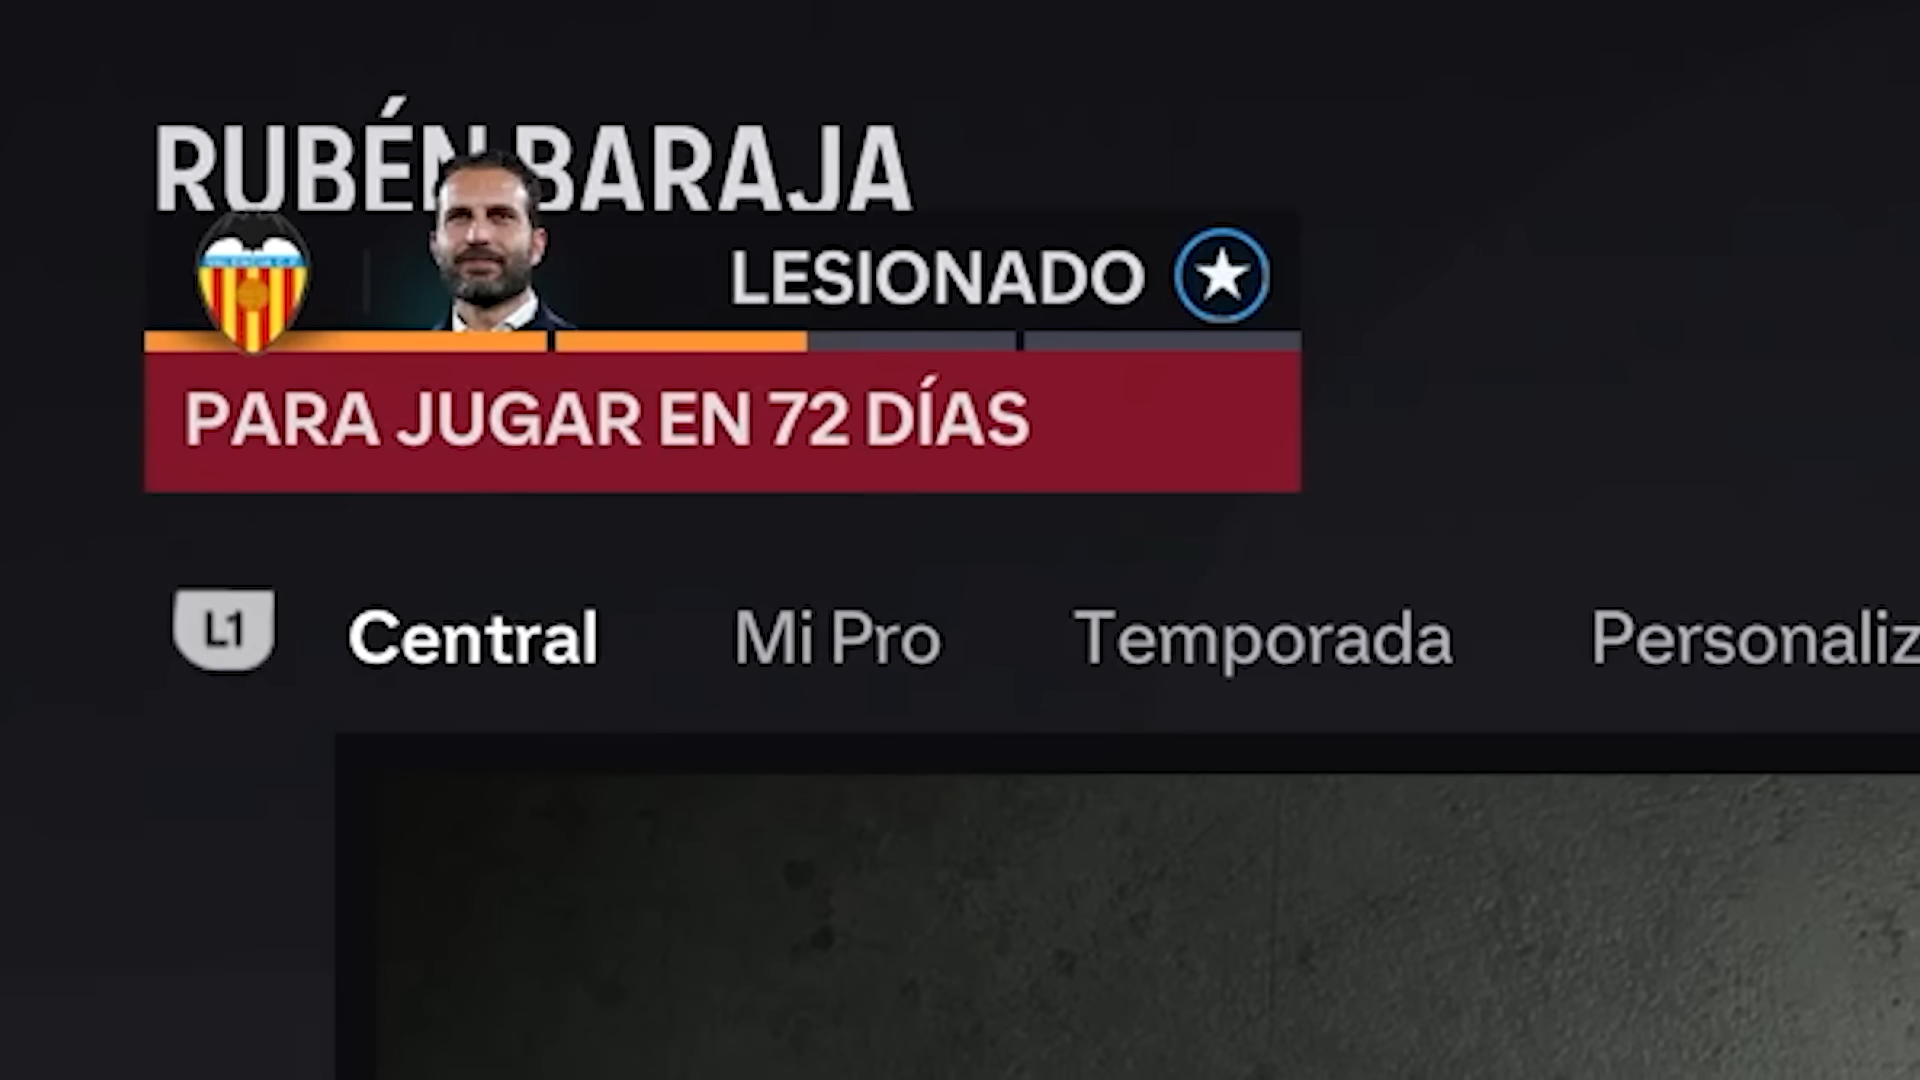 RUBÉN BARAJA
LESIONADO
PARA JUGAR EN 72 DÍAS
L1
Central
Mi Pro
Temporada
Personaliz